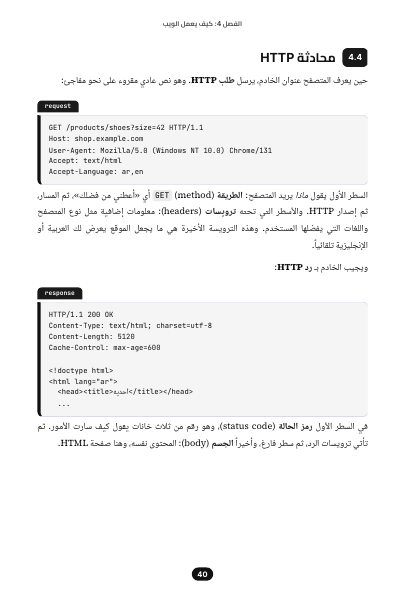 الفصل 4: كيف يعمل الويب
4.4 محادثة HTTP
حين يعرف المتصفح عنوان الخادم، يرسل طلب HTTP. وهو نص عادي مقروء على نحو مفاجئ:
request
GET /products/shoes?size=42 HTTP/1.1
Host: shop.example.com
User-Agent: Mozilla/5.0 (Windows NT 10.0) Chrome/131
Accept: text/html
Accept-Language: ar,en
السطر الأول يقول ماذا يريد المتصفح: الطريقة (method) GET أي «أعطني من فضلك»، ثم المسار،
ثم إصدار HTTP. والأسطر التي تحته ترويسات (headers): معلومات إضافية مثل نوع المتصفح
واللغات التي يفضلها المستخدم. وهذه الترويسة الأخيرة هي ما يجعل الموقع يعرض لك العربية أو
الإنجليزية تلقائياً.
ويجيب الخادم بـ رد HTTP:
response
HTTP/1.1 200 OK
Content-Type: text/html; charset=utf-8
Content-Length: 5120
Cache-Control: max-age=600
<!doctype html>
<html lang="ar">
<head><title>أحذية</title></head>
...
في السطر الأول رمز الحالة (status code)، وهو رقم من ثلاث خانات يقول كيف سارت الأمور. ثم
تأتي ترويسات الرد، ثم سطر فارغ، وأخيراً الجسم (body): المحتوى نفسه، وهنا صفحة HTML.
40